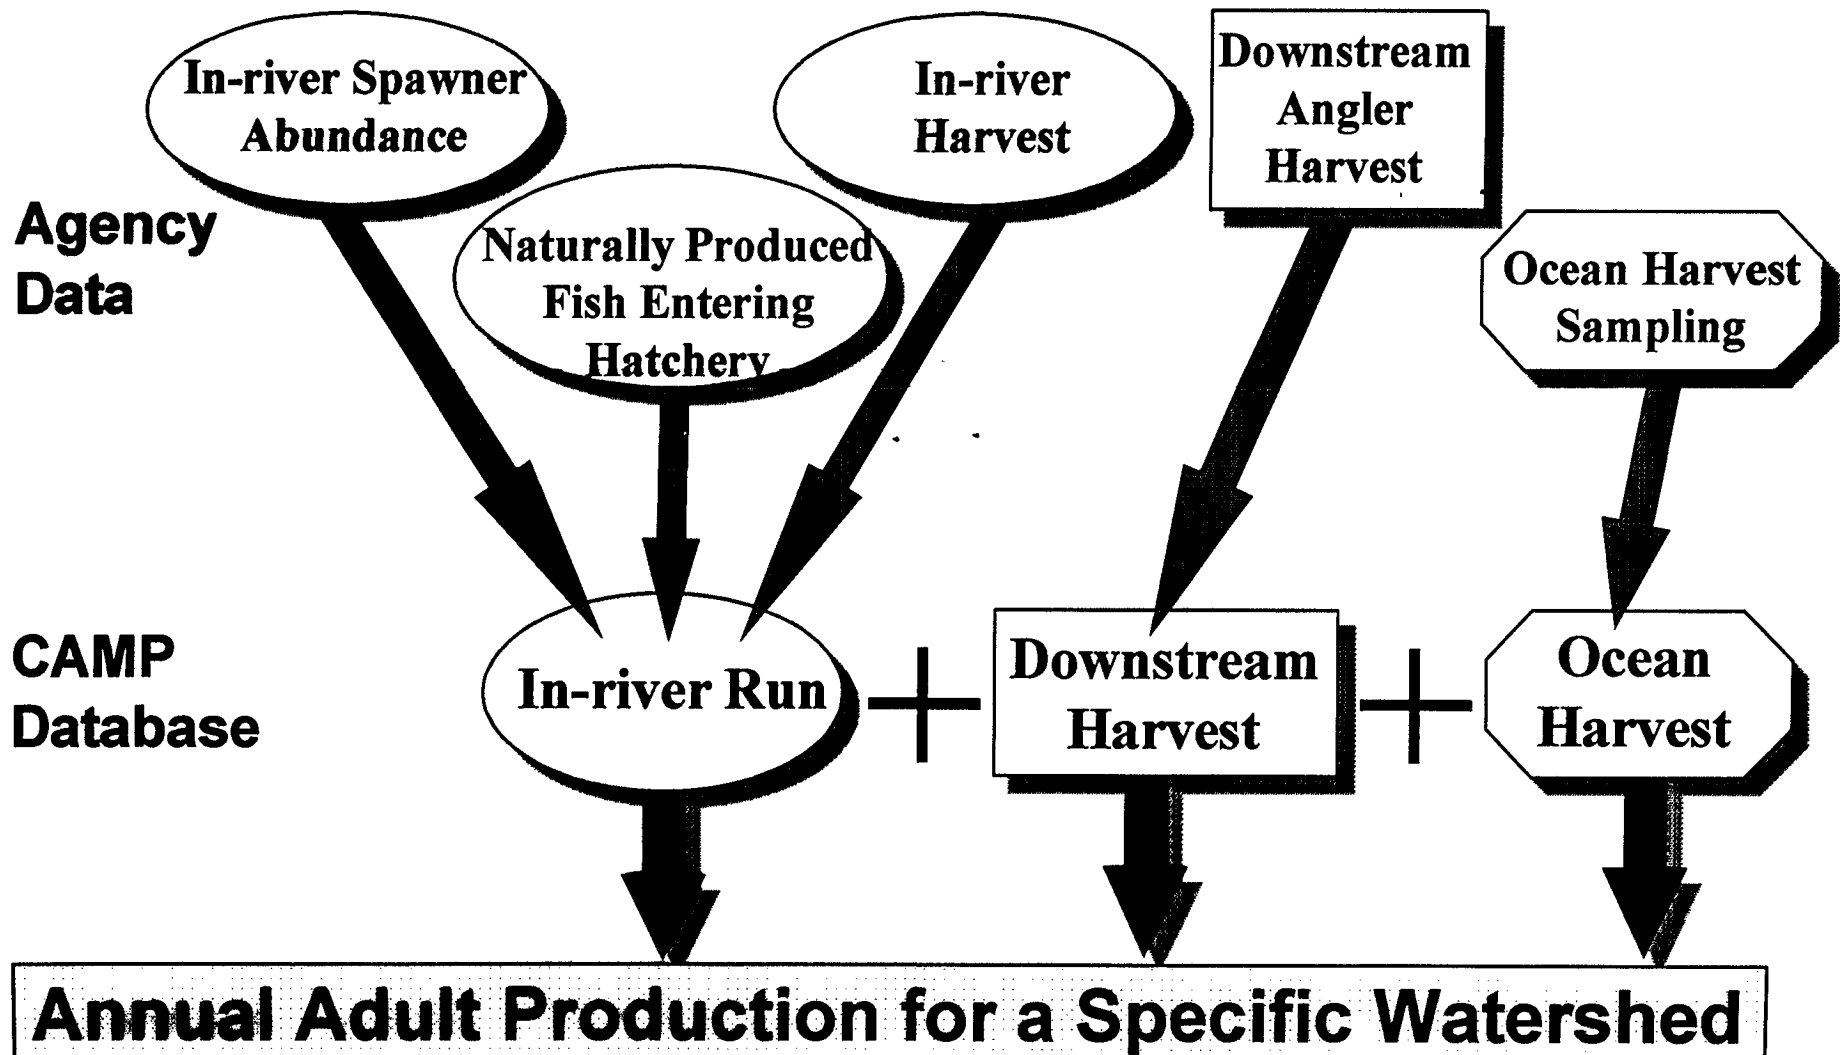 In-river Spawner
Abundance
In-river
Harvest
Downstream
Angler
Harvest
Agency
Data
Naturally Produced
Fish Entering
Hatchery
Ocean Harvest
Sampling
CAMP
Database
In-river Run
+
Downstream
Harvest
+
Ocean
Harvest
Annual Adult Production for a Specific Watershed